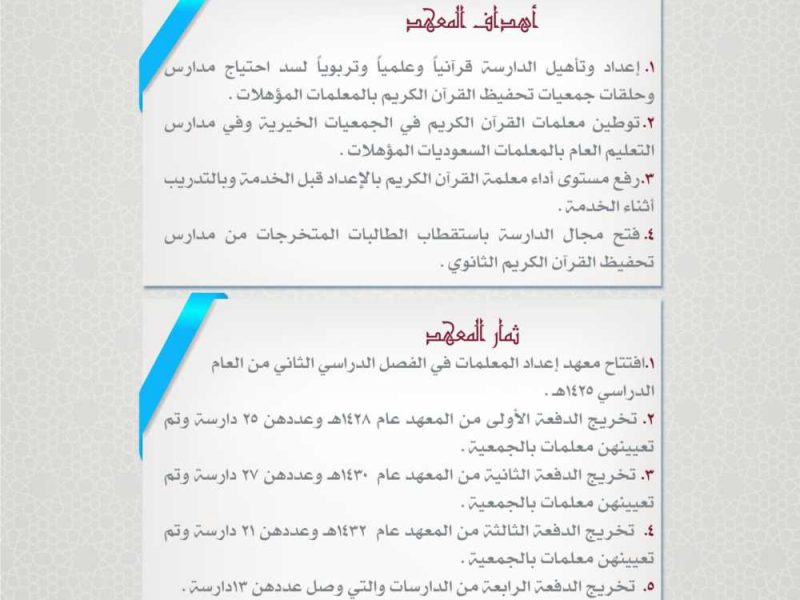 أهداف المعهد
١. إعداد وتأهيل الدارسة قرآنياً وعلمياً وتربوياً لسد احتياج مدارس
وحلقات جمعيات تحفيظ القرآن الكريم بالمعلمات المؤهلات .
٢. توطين معلمات القرآن الكريم في الجمعيات الخيرية وفي مدارس
التعليم العام بالمعلمات السعوديات المؤهلات .
٣. رفع مستوى أداء معلمة القرآن الكريم بالإعداد قبل الخدمة وبالتدريب
أثناء الخدمة .
٤. فتح مجال الدارسة باستقطاب الطالبات المتخرجات من مدارس
تحفيظ القرآن الكريم الثانوي .
ثمار المعهد
١. افتتاح معهد إعداد المعلمات في الفصل الدراسي الثاني من العام
الدراسي ١٤٢٥هـ .
٢. تخريج الدفعة الأولى من المعهد عام ١٤٢٨هـ وعددهن ٢٥ دارسة وتم
تعيينهن معلمات بالجمعية .
٣. تخريج الدفعة الثانية من المعهد عام ١٤٣٠هـ وعددهن ٢٧ دارسة وتم
تعيينهن معلمات بالجمعية .
٤. تخريج الدفعة الثالثة من المعهد عام ١٤٣٢هـ وعددهن ٢١ دارسة وتم
تعيينهن معلمات بالجمعية .
٥. تخريج الدفعة الرابعة من الدارسات والتي وصل عددهن ١٣دارسة .